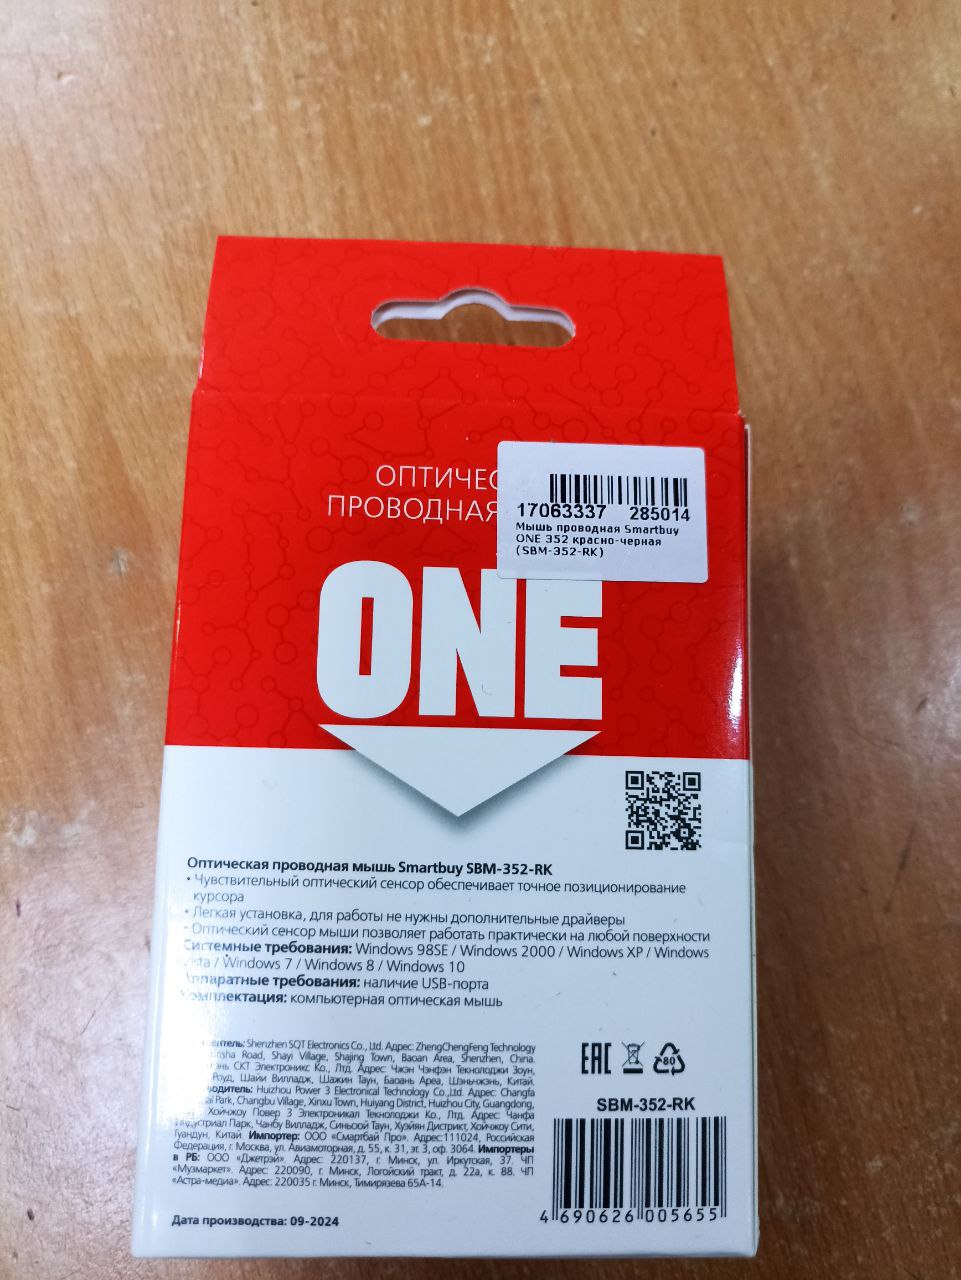 ОПТИЧЕС
ПРОВОДНАЯ
17063337 285014
Мышь проводная Smartbuy
ONE 352 красно-черная
(SBM-352-RK)
ONE
Оптическая проводная мышь Smartbuy SBM-352-RK
• Чувствительный оптический сенсор обеспечивает точное позиционирование
курсора
• Легкая установка, для работы не нужны дополнительные драйверы
• Оптический сенсор мыши позволяет работать практически на любой поверхности
Системные требования: Windows 98SE / Windows 2000 / Windows XP / Windows
Vista / Windows 7 / Windows 8 / Windows 10
Аппаратные требования: наличие USB-порта
Комплектация: компьютерная оптическая мышь
Shenzhen SQT Electronics Co., Ltd. Адрес: ZhengChengFeng Technology
Road, Shayi Village, Shajing Town, Baoan Area, Shenzhen, China.
СКТ Электроникс Ко., Лтд. Адрес: Чжэн Чэнфэн Текнолоджи Зоун,
Роуд, Шайи Вилладж, Шажин Таун, Баоань Ареа, Шэньчжэнь, Китай.
Huizhou Power 3 Electronical Technology Co.,Ltd. Адрес: Changfa
Park, Changbu Village, Xinxu Town, Huiyang District, Huizhou City, Guangdong,
Хойчжоу Повер 3 Электроникал Текнолоджи Ко., Лтд. Адрес: Чанфа
Индустриал Парк, Чанбу Вилладж, Синьсюй Таун, Хуэйян Дистрикт, Хойчжоу Сити,
Гуандун, Китай. Импортер: ООО «Смартбай Про». Адрес:111024, Российская
Федерация, г. Москва, ул. Авиамоторная, д. 55, к. 31, эт. 3, оф. 3064. Импортеры
в РБ: ООО «Джетрэй». Адрес: 220137, г. Минск, ул. Иркутская, 37. ЧП
«Музмаркет». Адрес: 220090, г. Минск, Логойский тракт, д. 22а, к. 88. ЧП
«Астра-медиа». Адрес: 220035 г. Минск, Тимирязева 65А-14.
Дата производства: 09-2024
EAC
80
SBM-352-RK
4 690626 005655